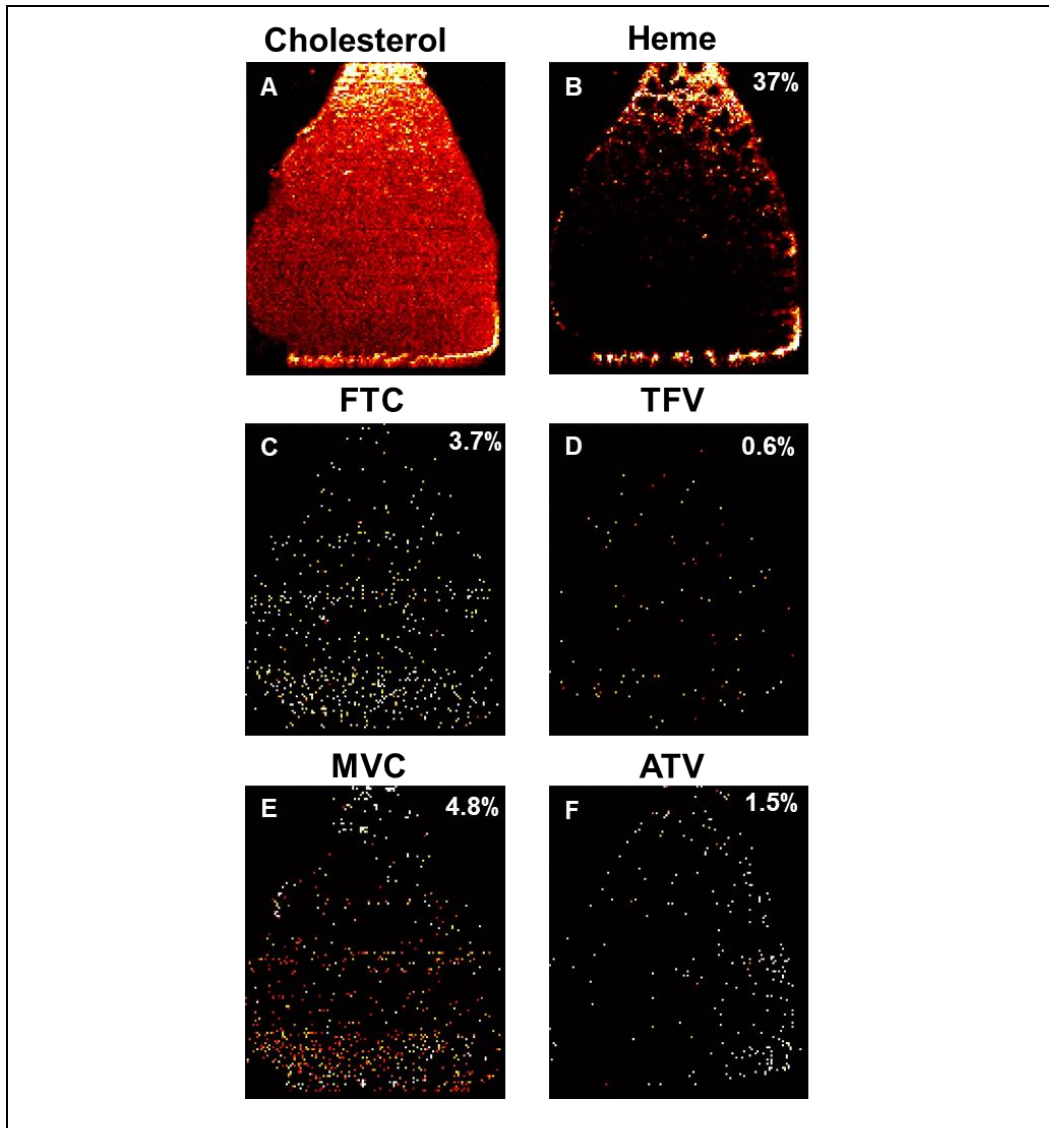 Cholesterol Heme
A B 37%
FTC TFV
C 3.7% D 0.6%
MVC ATV
E 4.8% F 1.5%